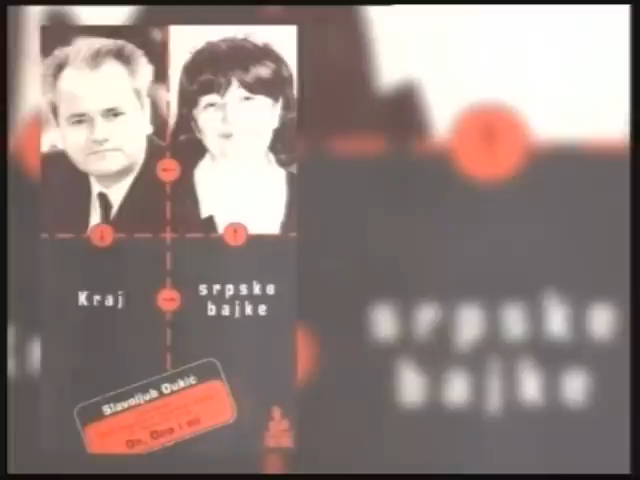 Kraj
srpske
bajke
Slavoljub Đukić
On, Ona i mi
srpske
bajke